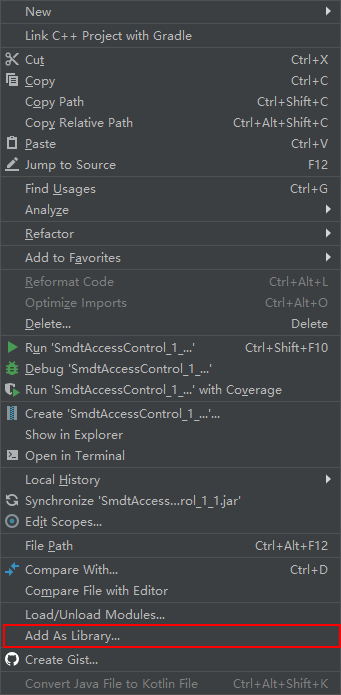 New
Link C++ Project with Gradle
Cut Ctrl+X
Copy Ctrl+C
Copy Path Ctrl+Shift+C
Copy Relative Path Ctrl+Alt+Shift+C
Paste Ctrl+V
Jump to Source F12
Find Usages Ctrl+G
Analyze
Refactor
Add to Favorites
Reformat Code Ctrl+Alt+L
Optimize Imports Ctrl+Alt+O
Delete... Delete
Run 'SmdtAccessControl_1_...' Ctrl+Shift+F10
Debug 'SmdtAccessControl_1_...'
Run 'SmdtAccessControl_1_...' with Coverage
Create 'SmdtAccessControl_1_...'...
Show in Explorer
Open in Terminal
Local History
Synchronize 'SmdtAccess...rol_1_1.jar'
Edit Scopes...
File Path Ctrl+Alt+F12
Compare With... Ctrl+D
Compare File with Editor
Load/Unload Modules...
Add As Library...
Create Gist...
Convert Java File to Kotlin File Ctrl+Alt+Shift+K